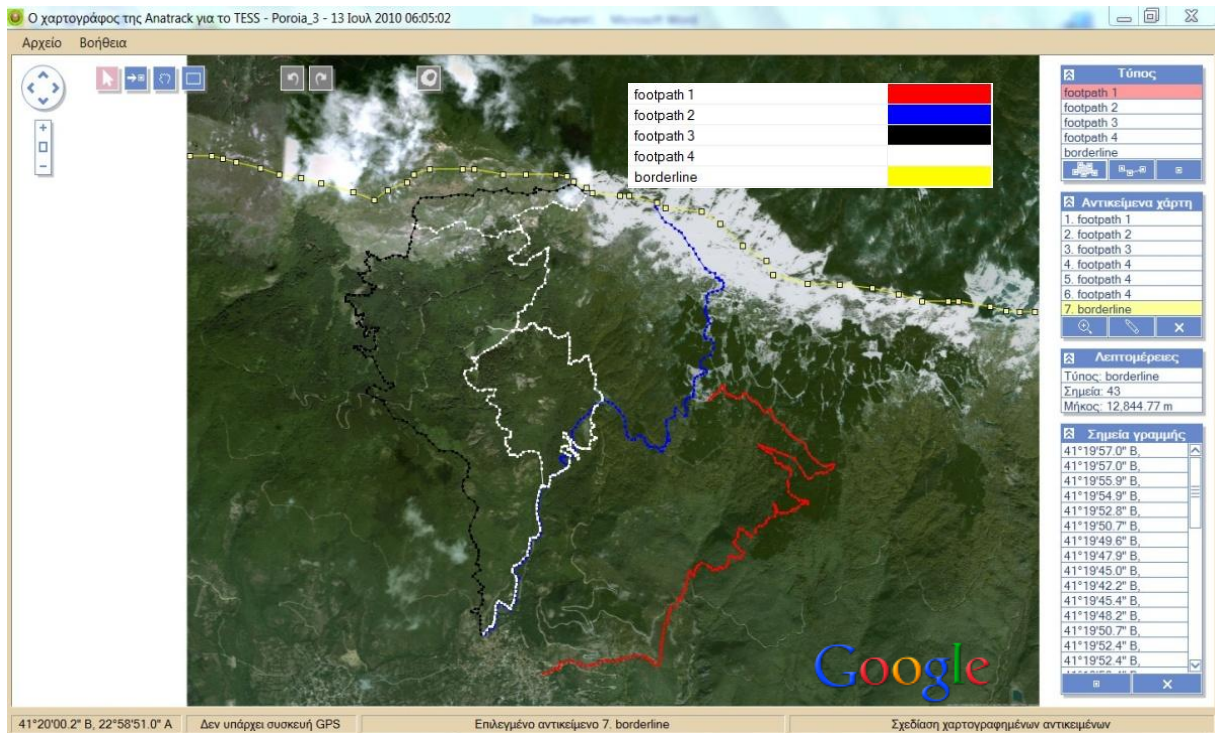 Ο χαρτογράφος της Anatrack για το TESS - Poroia_3 - 13 Ιουλ 2010 06:05:02
Αρχείο Βοήθεια
footpath 1
footpath 2
footpath 3
footpath 4
borderline
Τύπος
footpath 1
footpath 2
footpath 3
footpath 4
borderline
Αντικείμενα χάρτη
1. footpath 1
2. footpath 2
3. footpath 3
4. footpath 4
5. footpath 4
6. footpath 4
7. borderline
Λεπτομέρειες
Τύπος: borderline
Σημεία: 43
Μήκος: 12,844.77 m
Σημεία γραμμής
41°19'57.0" Β,
41°19'57.0" Β,
41°19'55.9" Β,
41°19'54.9" Β,
41°19'52.8" Β,
41°19'50.7" Β,
41°19'49.6" Β,
41°19'47.9" Β,
41°19'45.0" Β,
41°19'42.2" Β,
41°19'45.4" Β,
41°19'48.2" Β,
41°19'50.7" Β,
41°19'52.4" Β,
41°19'52.4" Β,
Google
41°20'00.2" Β, 22°58'51.0" Α Δεν υπάρχει συσκευή GPS Επιλεγμένο αντικείμενο 7. borderline Σχεδίαση χαρτογραφημένων αντικειμένων